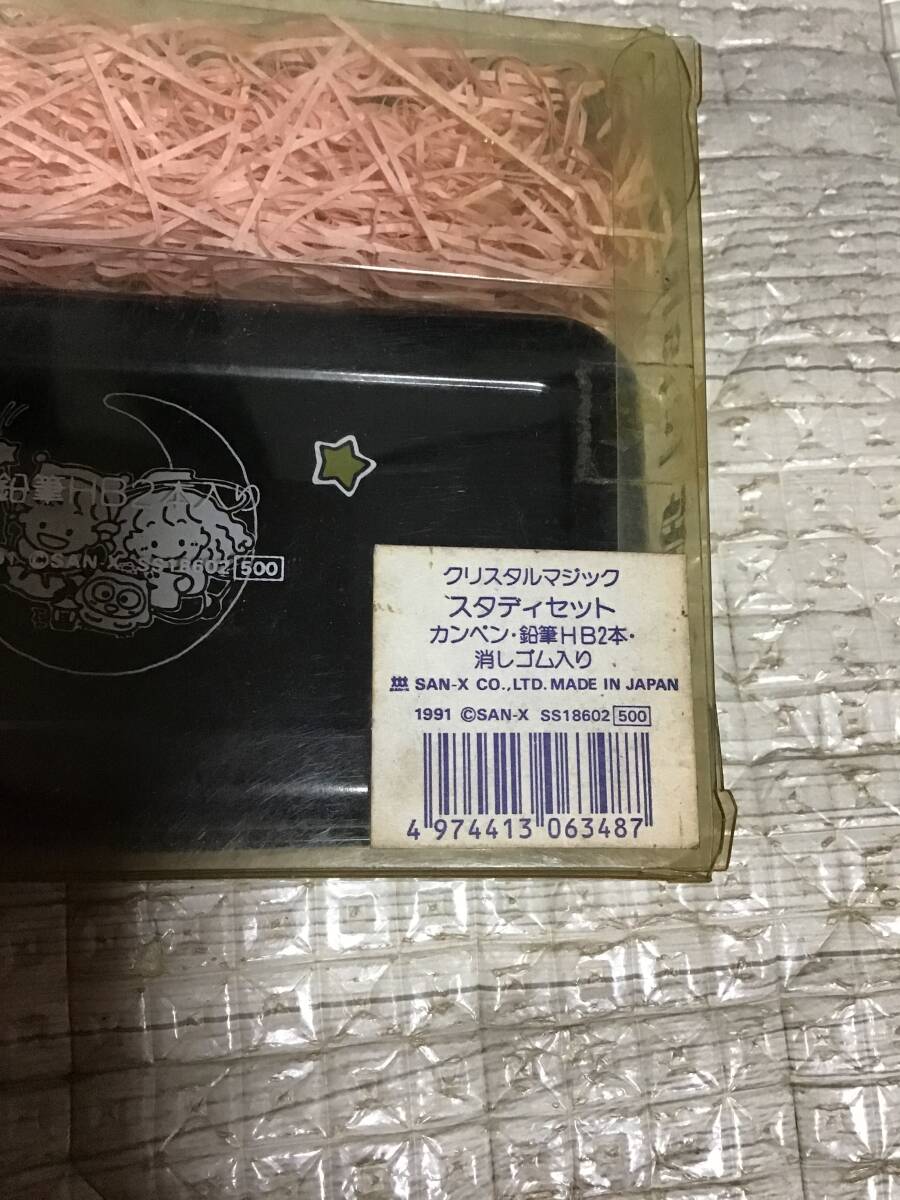 鉛筆HB2本入り
©SAN-X SS18602 500
クリスタルマジック
スタディセット
カンペン・鉛筆HB2本・
消しゴム入り
SAN-X CO.,LTD. MADE IN JAPAN
1991 ©SAN-X SS18602 500
4 974413 063487